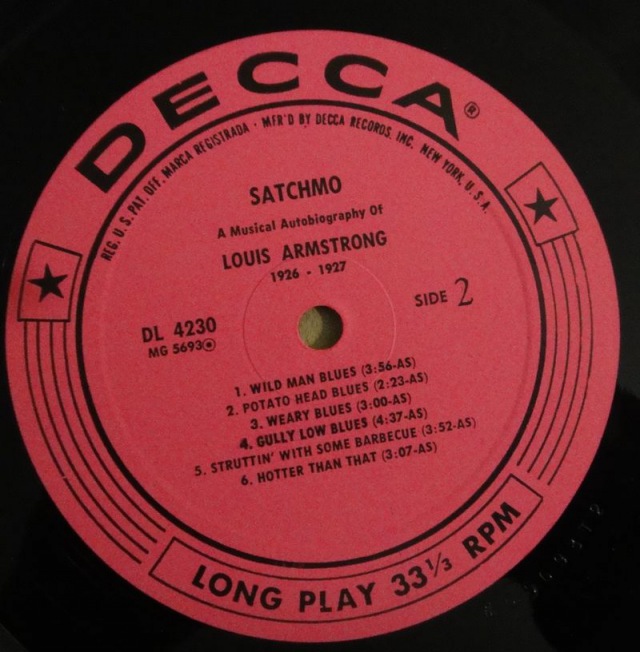 DECCA®
REG. U.S. PAT. OFF. MARCA REGISTRADA · MFR'D BY DECCA RECORDS, INC. NEW YORK, U.S.A.
SATCHMO
A Musical Autobiography Of
LOUIS ARMSTRONG
1926 - 1927
SIDE 2
DL 4230
MG 5693
1. WILD MAN BLUES (3:56-AS)
2. POTATO HEAD BLUES (2:23-AS)
3. WEARY BLUES (3:00-AS)
4. GULLY LOW BLUES (4:37-AS)
5. STRUTTIN' WITH SOME BARBECUE (3:52-AS)
6. HOTTER THAN THAT (3:07-AS)
LONG PLAY 33⅓ RPM